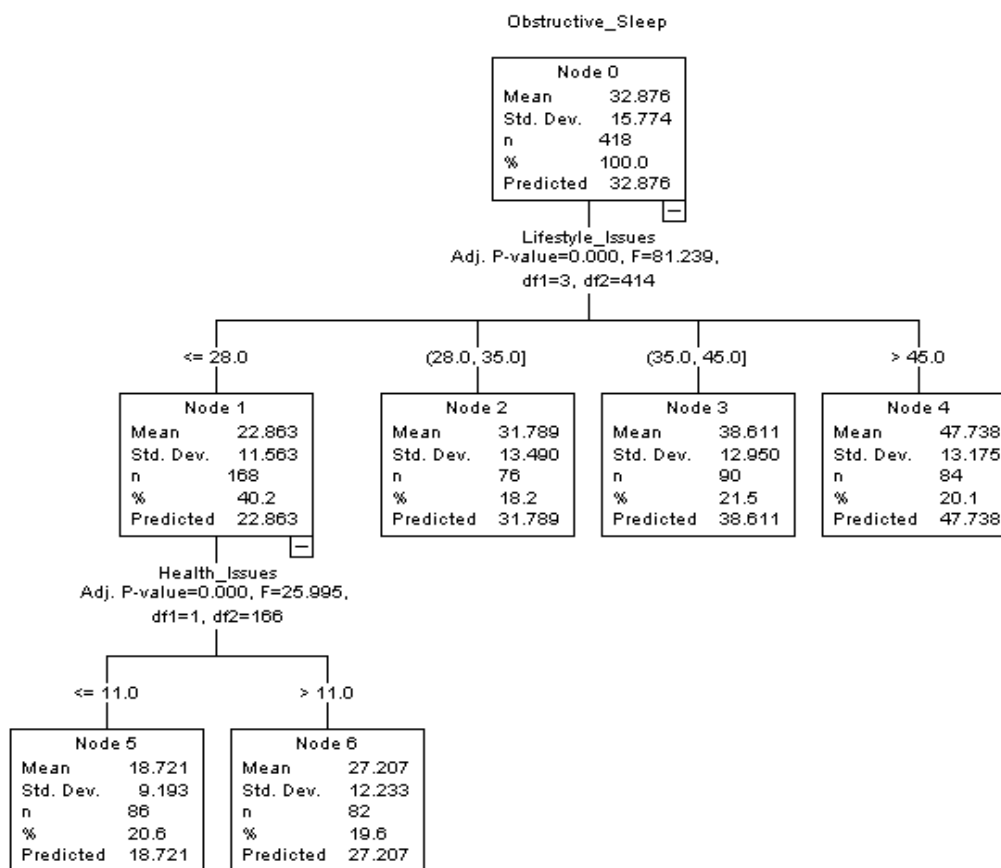 Obstructive_Sleep
Node 0
Mean 32.876
Std. Dev. 15.774
n 418
% 100.0
Predicted 32.876
Lifestyle_Issues
Adj. P-value=0.000, F=81.239,
df1=3, df2=414
<= 28.0
(28.0, 35.0]
(35.0, 45.0]
> 45.0
Node 1
Mean 22.863
Std. Dev. 11.563
n 168
% 40.2
Predicted 22.863
Node 2
Mean 31.789
Std. Dev. 13.490
n 76
% 18.2
Predicted 31.789
Node 3
Mean 38.611
Std. Dev. 12.950
n 90
% 21.5
Predicted 38.611
Node 4
Mean 47.738
Std. Dev. 13.175
n 84
% 20.1
Predicted 47.738
Health_Issues
Adj. P-value=0.000, F=25.995,
df1=1, df2=166
<= 11.0
> 11.0
Node 5
Mean 18.721
Std. Dev. 9.193
n 86
% 20.6
Predicted 18.721
Node 6
Mean 27.207
Std. Dev. 12.233
n 82
% 19.6
Predicted 27.207